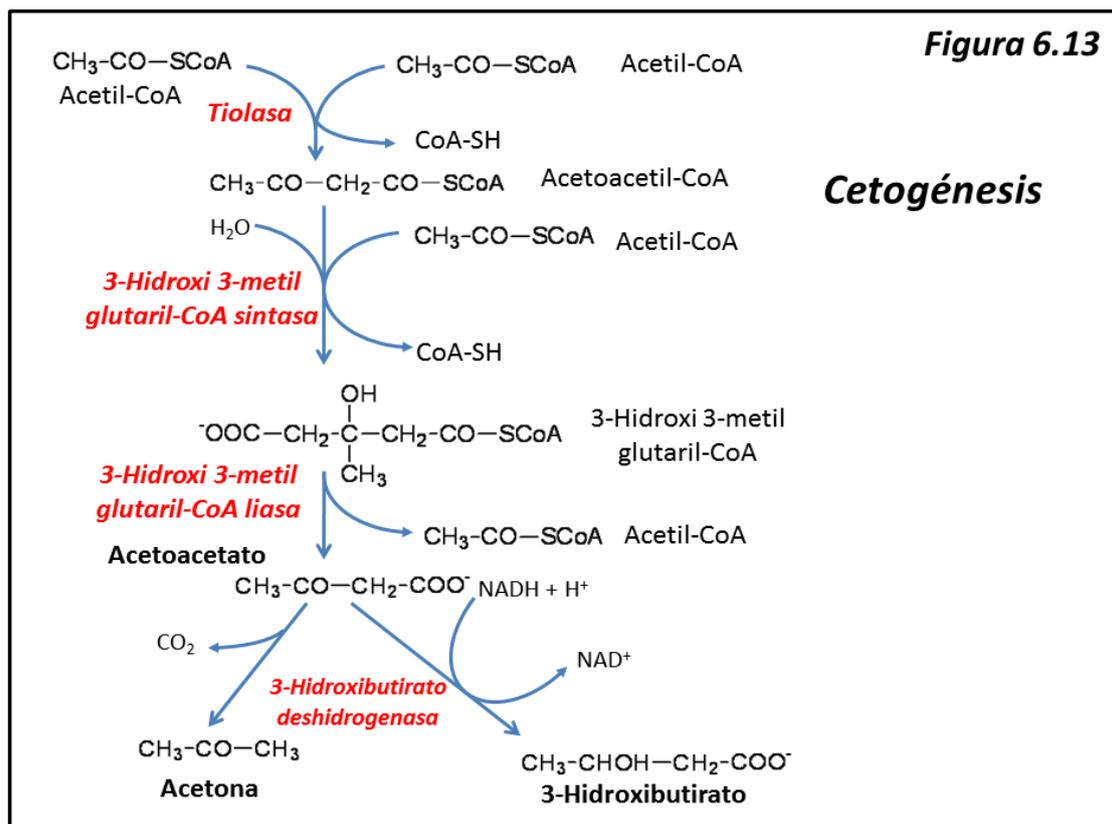 Figura 6.13
CH₃-CO—SCoA
CH₃-CO—SCoA
Acetil-CoA
Acetil-CoA
Tiolasa
CoA-SH
CH₃-CO—CH₂-CO—SCoA
Acetoacetil-CoA
Cetogénesis
H₂O
CH₃-CO—SCoA
Acetil-CoA
3-Hidroxi 3-metil
glutaril-CoA sintasa
CoA-SH
OH
⁻OOC—CH₂-C—CH₂-CO—SCoA
CH₃
3-Hidroxi 3-metil
glutaril-CoA
3-Hidroxi 3-metil
glutaril-CoA liasa
CH₃-CO—SCoA
Acetil-CoA
Acetoacetato
CH₃-CO—CH₂-COO⁻
NADH + H⁺
CO₂
NAD⁺
3-Hidroxibutirato
deshidrogenasa
CH₃-CO—CH₃
Acetona
CH₃-CHOH—CH₂-COO⁻
3-Hidroxibutirato